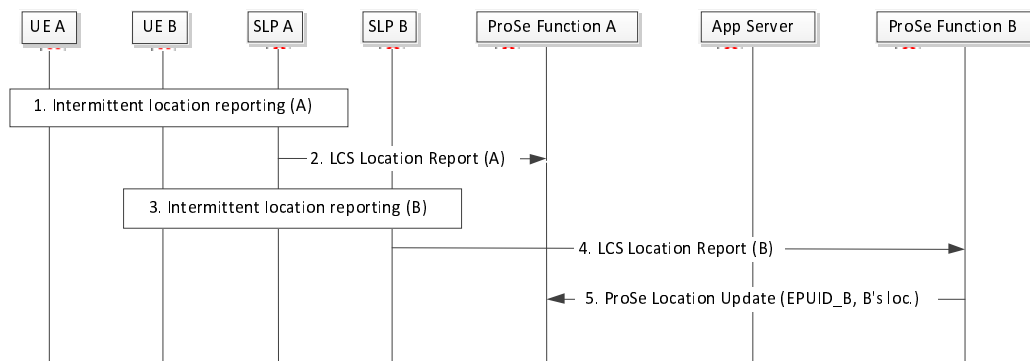 UE A
UE B
SLP A
SLP B
ProSe Function A
App Server
ProSe Function B
1. Intermittent location reporting (A)
2. LCS Location Report (A)
3. Intermittent location reporting (B)
4. LCS Location Report (B)
5. ProSe Location Update (EPUID_B, B's loc.)